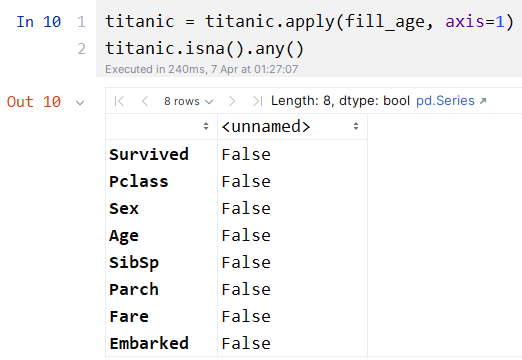 In 10 1 titanic = titanic.apply(fill_age, axis=1)
2 titanic.isna().any()
Executed in 240ms, 7 Apr at 01:27:07
Out 10 8 rows Length: 8, dtype: bool pd.Series
<unnamed>
Survived False
Pclass False
Sex False
Age False
SibSp False
Parch False
Fare False
Embarked False